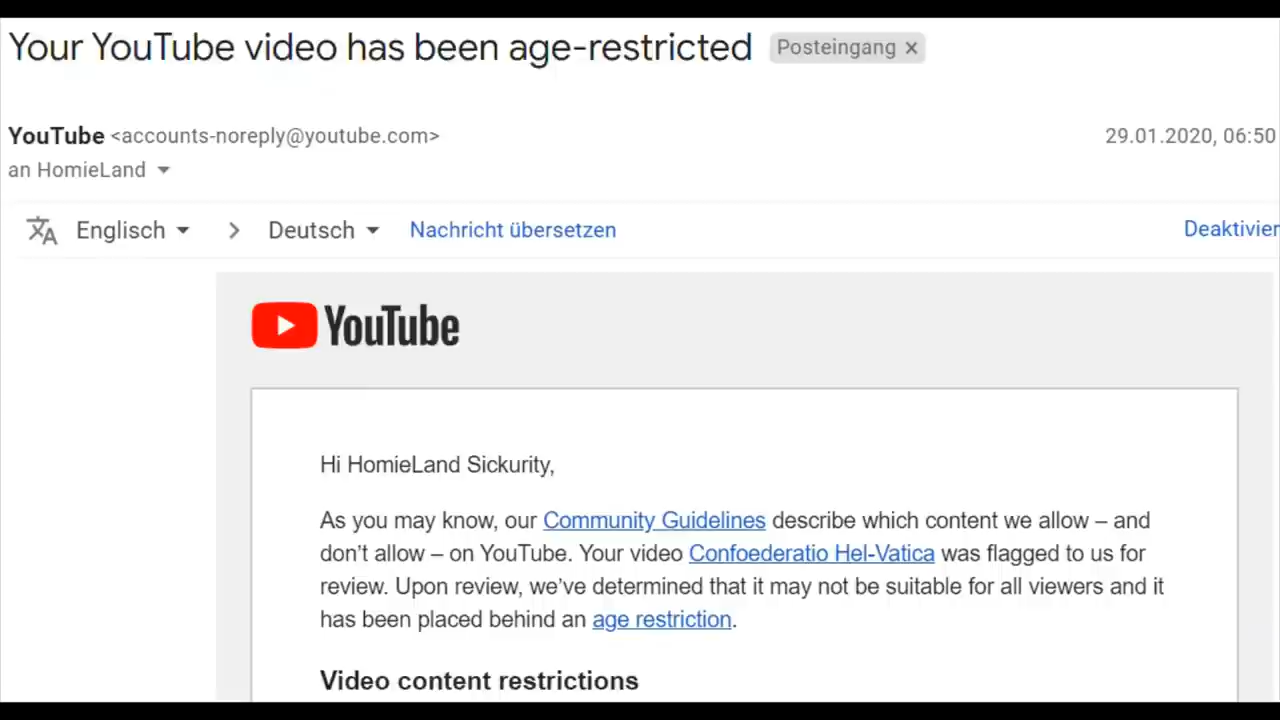 Your YouTube video has been age-restricted Posteingang ×
YouTube <accounts-noreply@youtube.com> 29.01.2020, 06:50
an HomieLand
Englisch > Deutsch Nachricht übersetzen Deaktivier
YouTube
Hi HomieLand Sickurity,
As you may know, our Community Guidelines describe which content we allow – and
don’t allow – on YouTube. Your video Confoederatio Hel-Vatica was flagged to us for
review. Upon review, we’ve determined that it may not be suitable for all viewers and it
has been placed behind an age restriction.
Video content restrictions